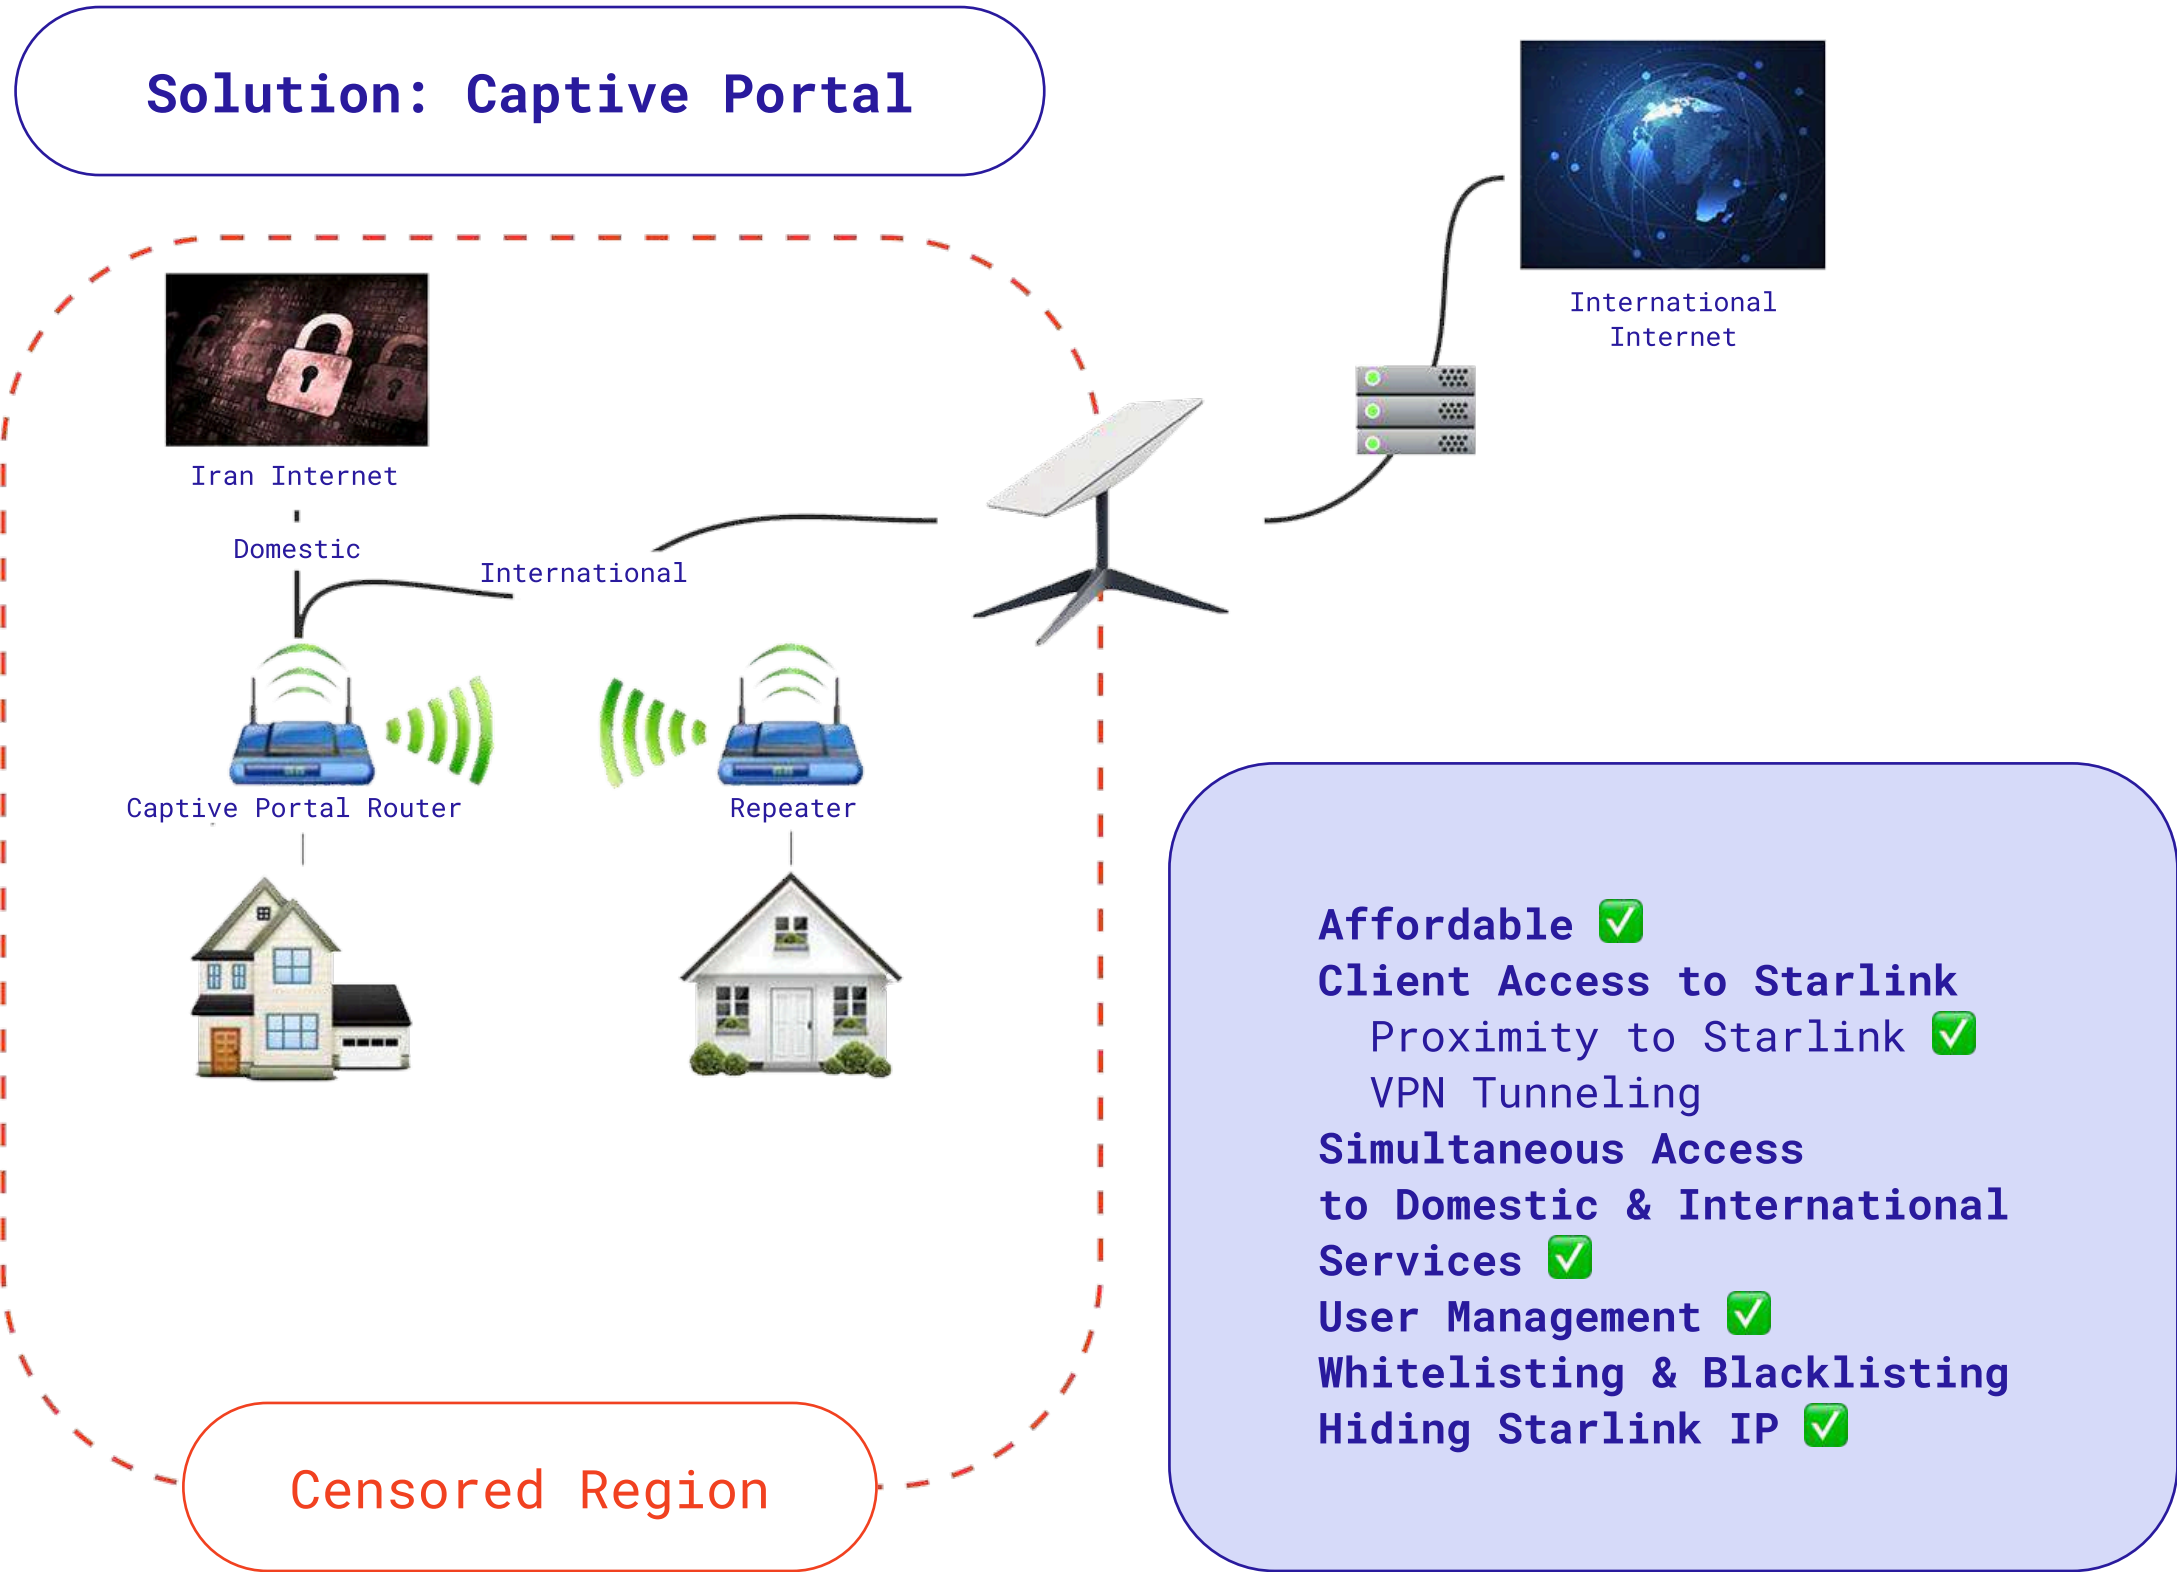 Solution: Captive Portal
International
Internet
Iran Internet
Domestic
International
Captive Portal Router
Repeater
Affordable ✅
Client Access to Starlink
Proximity to Starlink ✅
VPN Tunneling
Simultaneous Access
to Domestic & International
Services ✅
User Management ✅
Whitelisting & Blacklisting
Hiding Starlink IP ✅
Censored Region